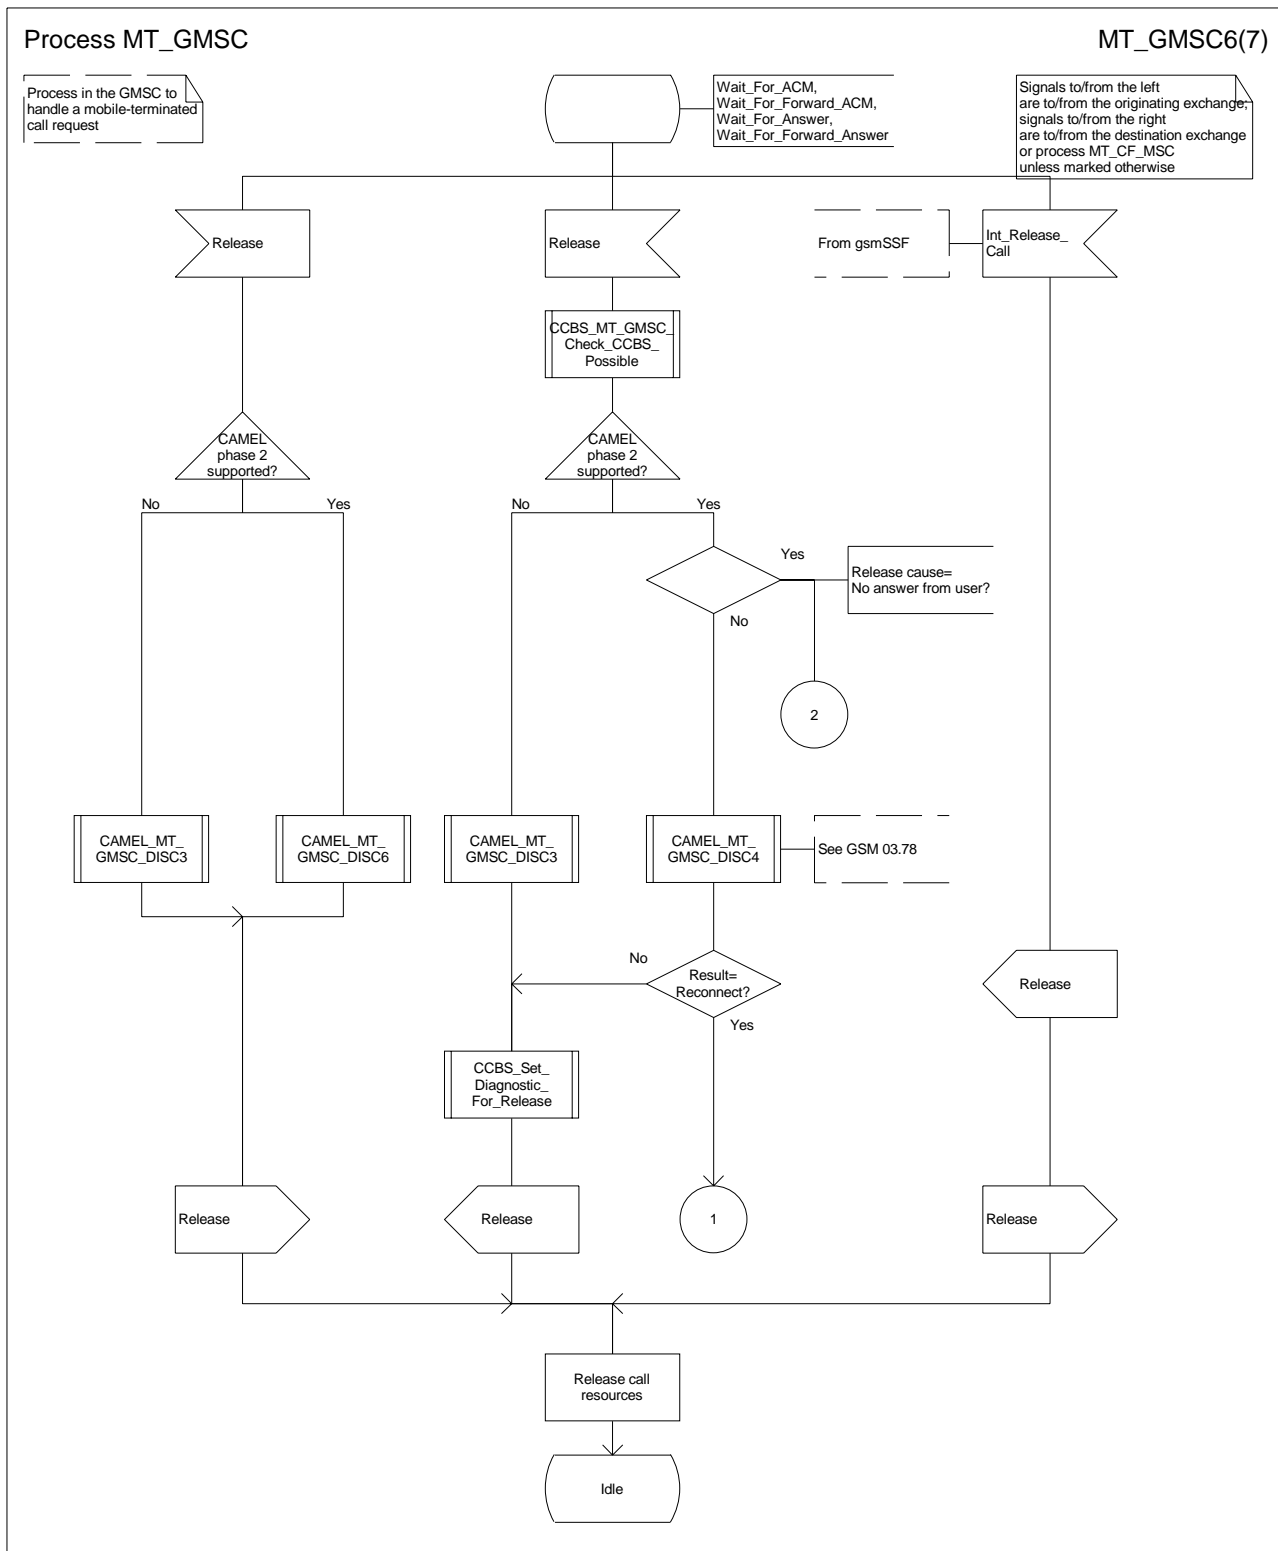 Process MT_GMSC
MT_GMSC6(7)
Process in the GMSC to
handle a mobile-terminated
call request
Wait_For_ACM,
Wait_For_Forward_ACM,
Wait_For_Answer,
Wait_For_Forward_Answer
Signals to/from the left
are to/from the originating exchange;
signals to/from the right
are to/from the destination exchange
or process MT_CF_MSC
unless marked otherwise
Release
Release
From gsmSSF
Int_Release_
Call
CCBS_MT_GMSC_
Check_CCBS_
Possible
CAMEL
phase 2
supported?
CAMEL
phase 2
supported?
No
Yes
No
Yes
Yes
Release cause=
No answer from user?
No
2
CAMEL_MT_
GMSC_DISC3
CAMEL_MT_
GMSC_DISC6
CAMEL_MT_
GMSC_DISC3
CAMEL_MT_
GMSC_DISC4
See GSM 03.78
No
Result=
Reconnect?
Release
Yes
CCBS_Set_
Diagnostic_
For_Release
Release
Release
1
Release
Release call
resources
Idle